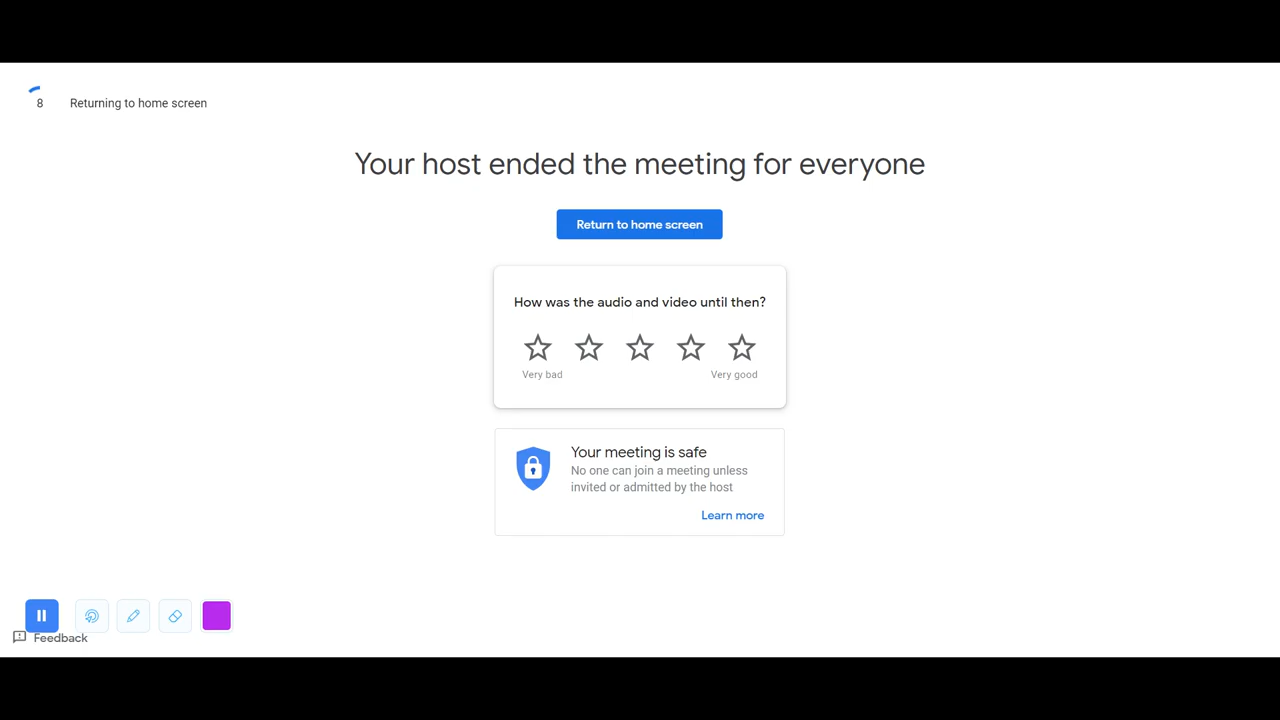 8 Returning to home screen
Your host ended the meeting for everyone
Return to home screen
How was the audio and video until then?
Very bad Very good
Your meeting is safe
No one can join a meeting unless
invited or admitted by the host
Learn more
Feedback